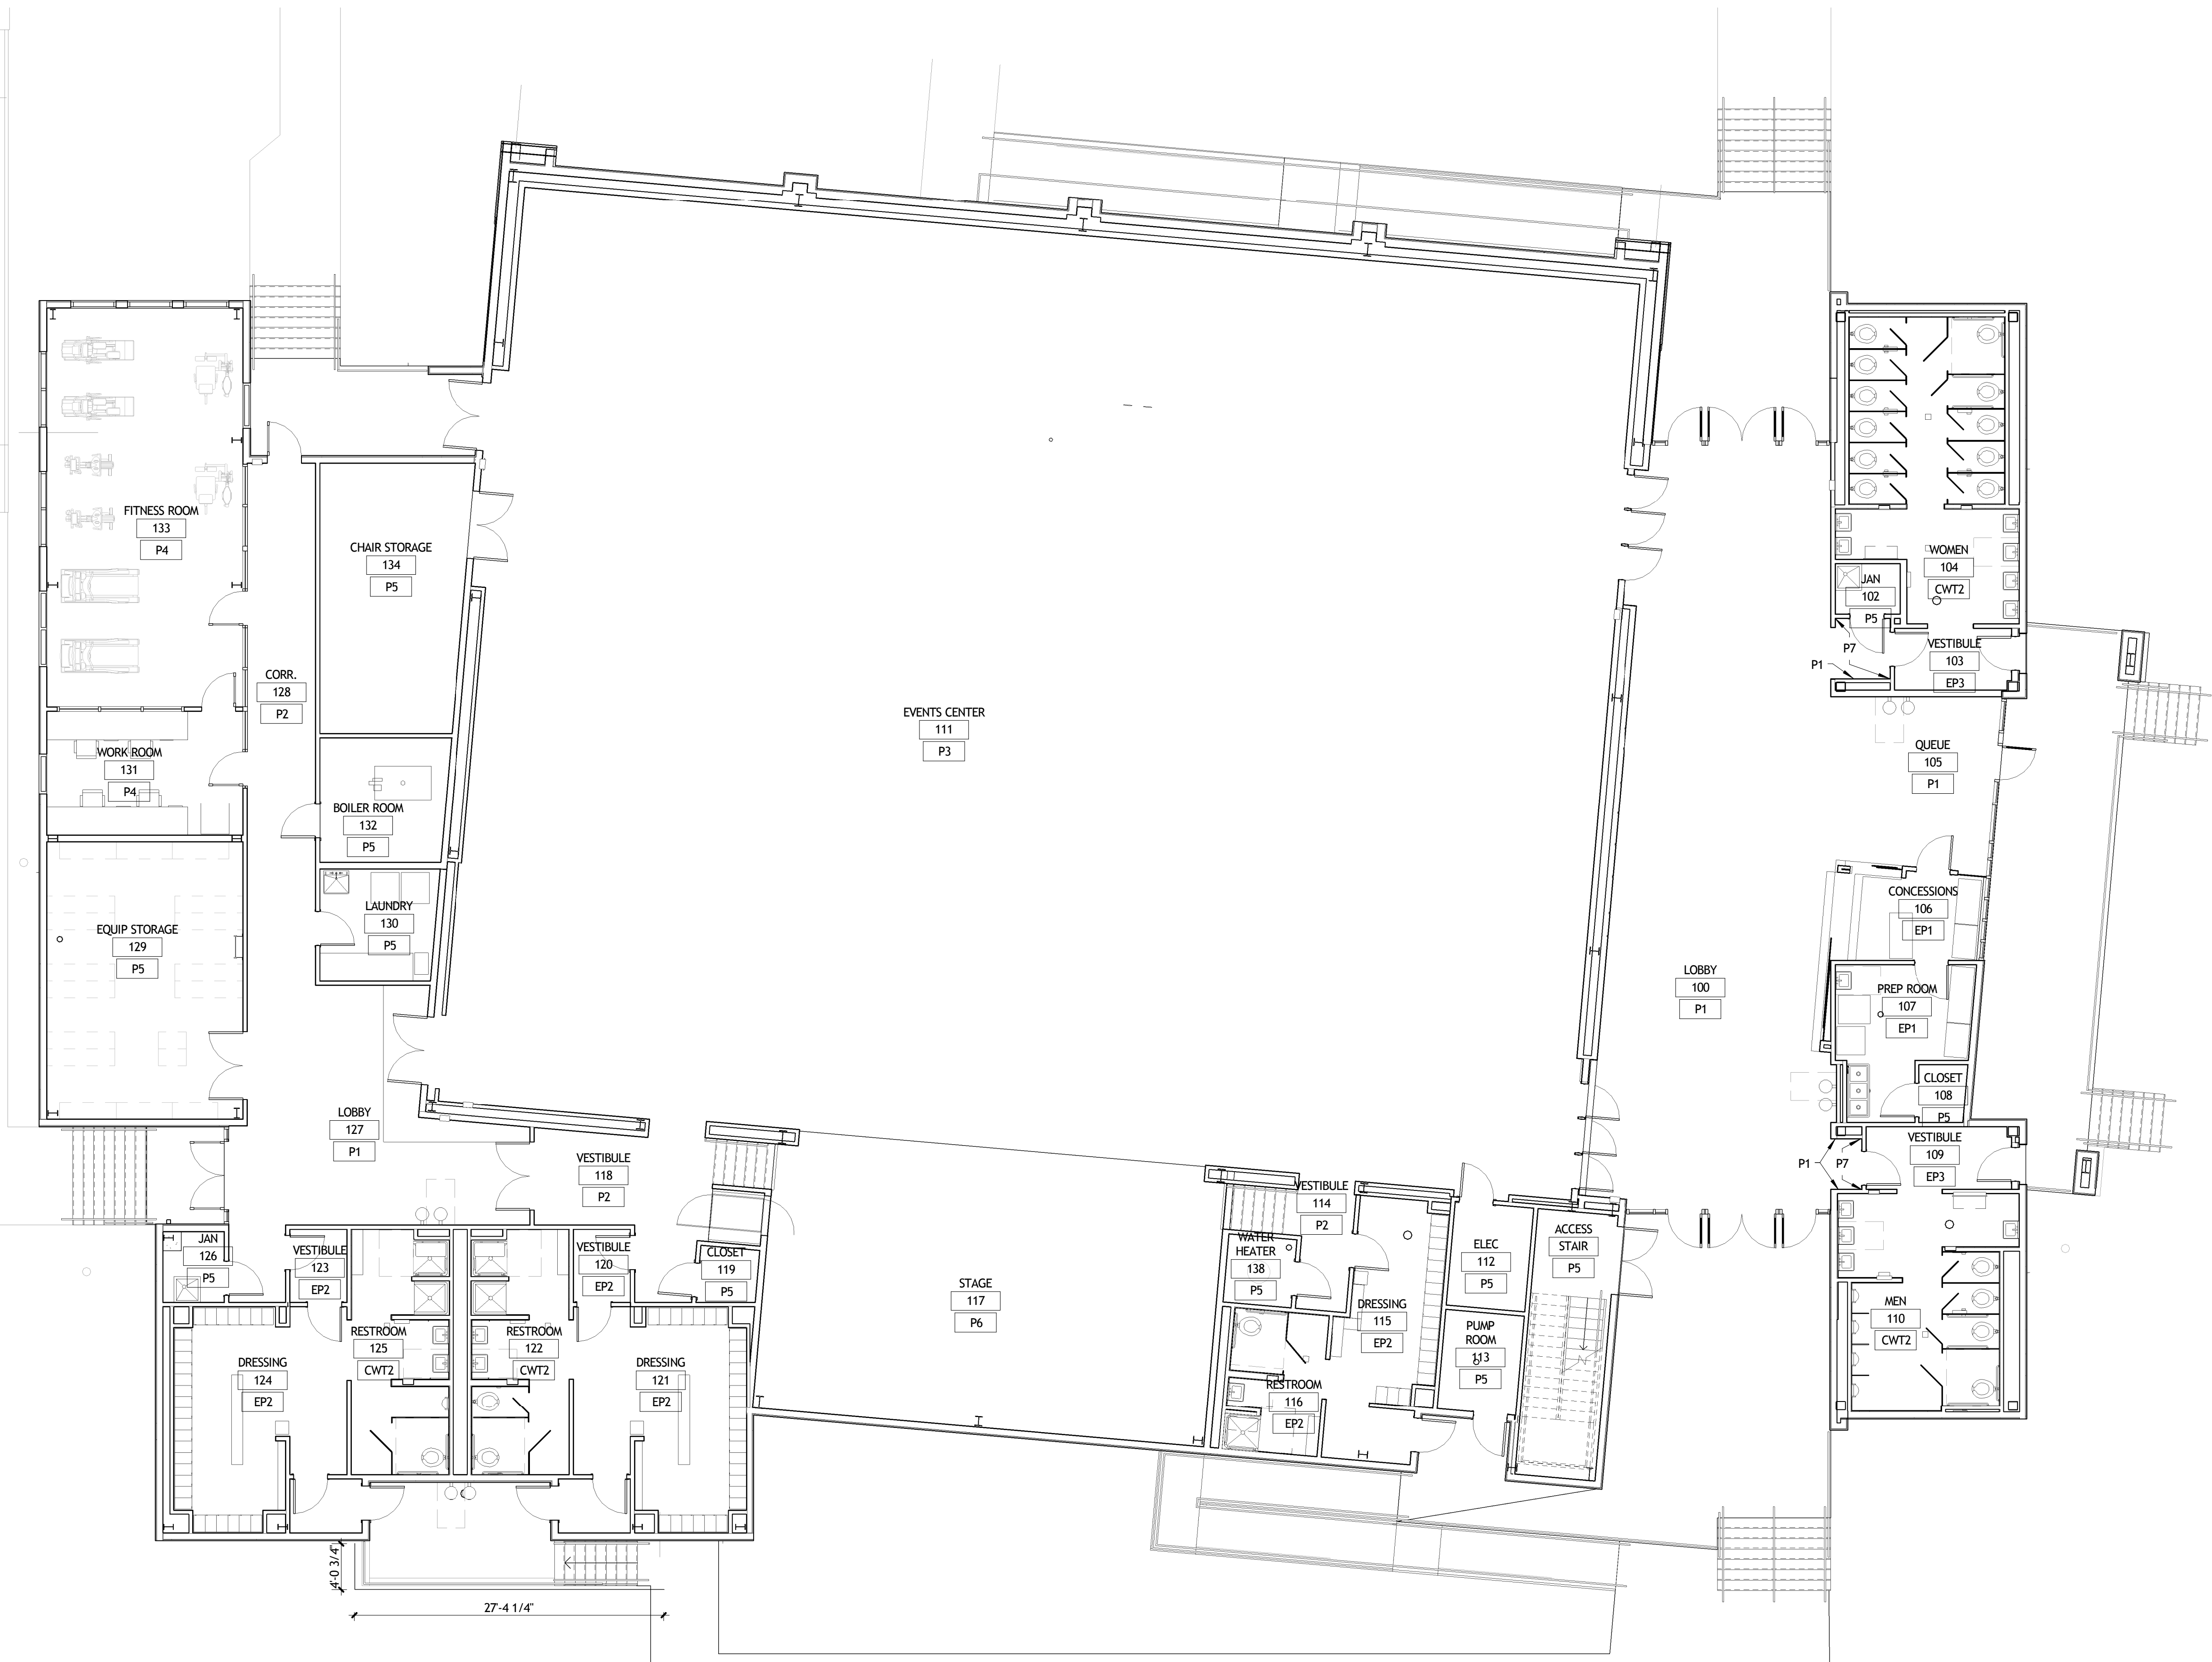 FITNESS ROOM
133
P4
CHAIR STORAGE
134
P5
CORR.
128
P2
WORK ROOM
131
P4
BOILER ROOM
132
P5
LAUNDRY
130
P5
EQUIP STORAGE
129
P5
EVENTS CENTER
111
P3
WOMEN
104
CWT2
JAN
102
P5
P7
P1
VESTIBULE
103
EP3
QUEUE
105
P1
CONCESSIONS
106
EP1
LOBBY
100
P1
PREP ROOM
107
EP1
CLOSET
108
P5
VESTIBULE
109
EP3
P1
P7
MEN
110
CWT2
LOBBY
127
P1
VESTIBULE
118
P2
JAN
126
P5
VESTIBULE
123
EP2
VESTIBULE
120
EP2
CLOSET
119
P5
RESTROOM
125
CWT2
RESTROOM
122
CWT2
DRESSING
124
EP2
DRESSING
121
EP2
STAGE
117
P6
VESTIBULE
114
P2
WATER
HEATER
138
P5
DRESSING
115
EP2
RESTROOM
116
EP2
ELEC
112
P5
PUMP
ROOM
113
P5
ACCESS
STAIR
P5
4'-0 3/4"
27'-4 1/4"